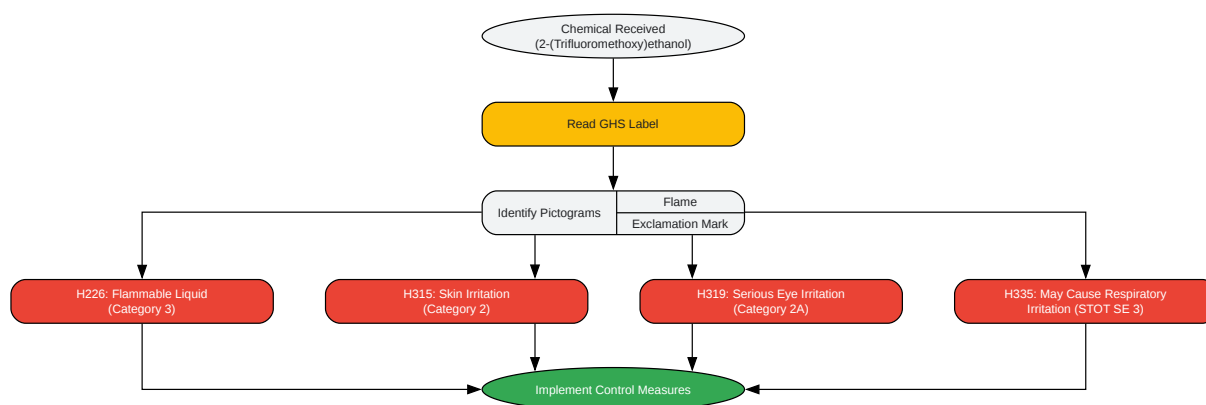 Chemical Received
(2-(Trifluoromethoxy)ethanol)
Read GHS Label
Identify Pictograms
Flame
Exclamation Mark
H226: Flammable Liquid
(Category 3)
H315: Skin Irritation
(Category 2)
H319: Serious Eye Irritation
(Category 2A)
H335: May Cause Respiratory
Irritation (STOT SE 3)
Implement Control Measures